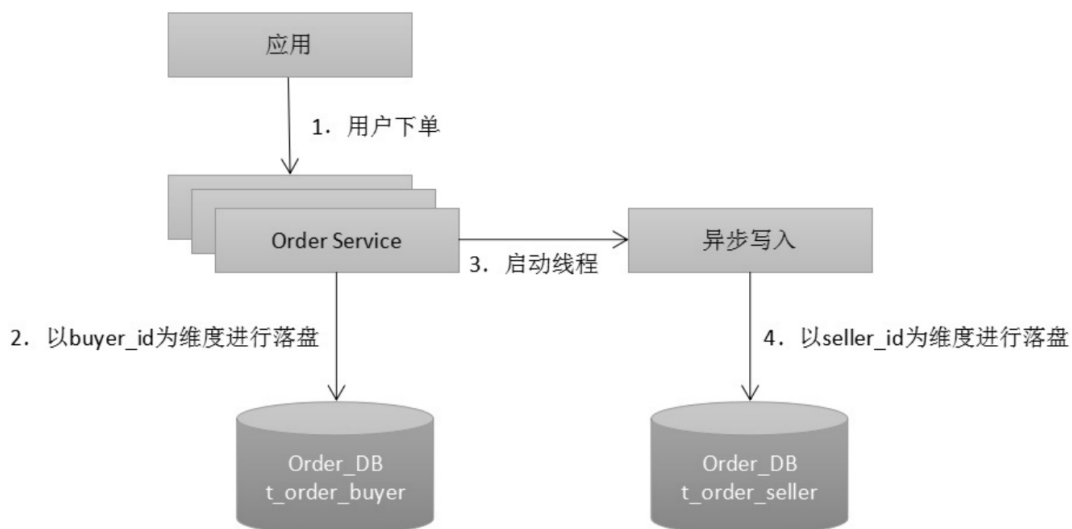 应用
1. 用户下单
Order Service
3. 启动线程
异步写入
2. 以buyer_id为维度进行落盘
4. 以seller_id为维度进行落盘
Order_DB
t_order_buyer
Order_DB
t_order_seller